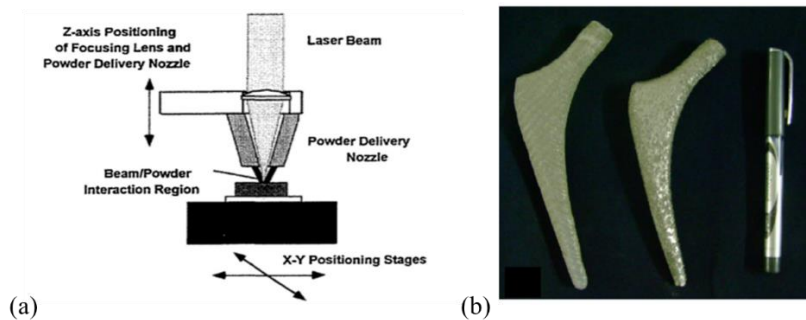 Z-axis Positioning
of Focusing Lens and
Powder Delivery Nozzle
Laser Beam
Powder Delivery
Nozzle
Beam/Powder
Interaction Region
X-Y Positioning Stages
(a)
(b)